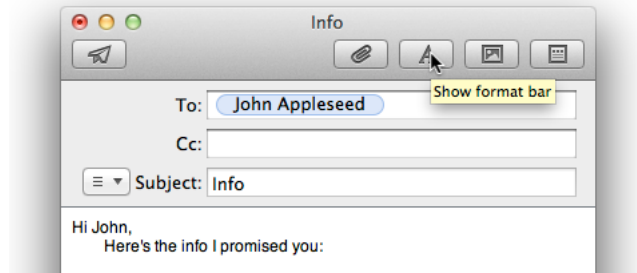 Info
Show format bar
To: John Appleseed
Cc:
Subject: Info
Hi John,
Here's the info I promised you: